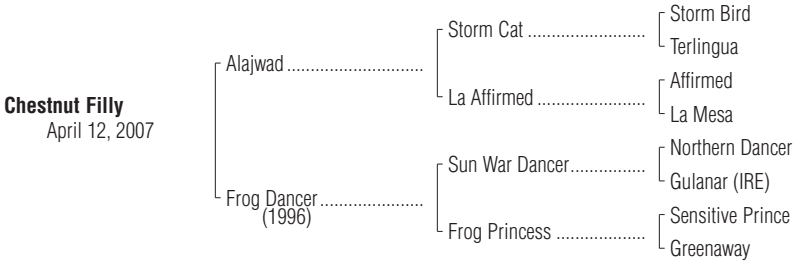 Storm Bird
Storm Cat ........................
Terlingua
Alajwad ............................
Affirmed
La Affirmed ......................
La Mesa
Chestnut Filly
April 12, 2007
Northern Dancer
Sun War Dancer................
Gulanar (IRE)
Frog Dancer .....................
(1996)
Sensitive Prince
Frog Princess ..................
Greenaway